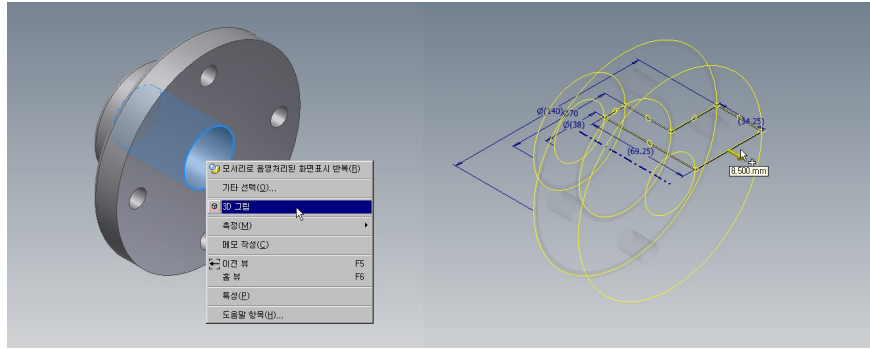 모서리로 음영처리된 화면표시 반복(R)
기타 선택(O)...
3D 그립
측정(M)
메모 작성(C)
이전 뷰 F5
홈 뷰 F6
특성(P)
도움말 항목(H)...
Ø(140)
Ø70
Ø(38)
(34.25)
(69.25)
8,500 mm